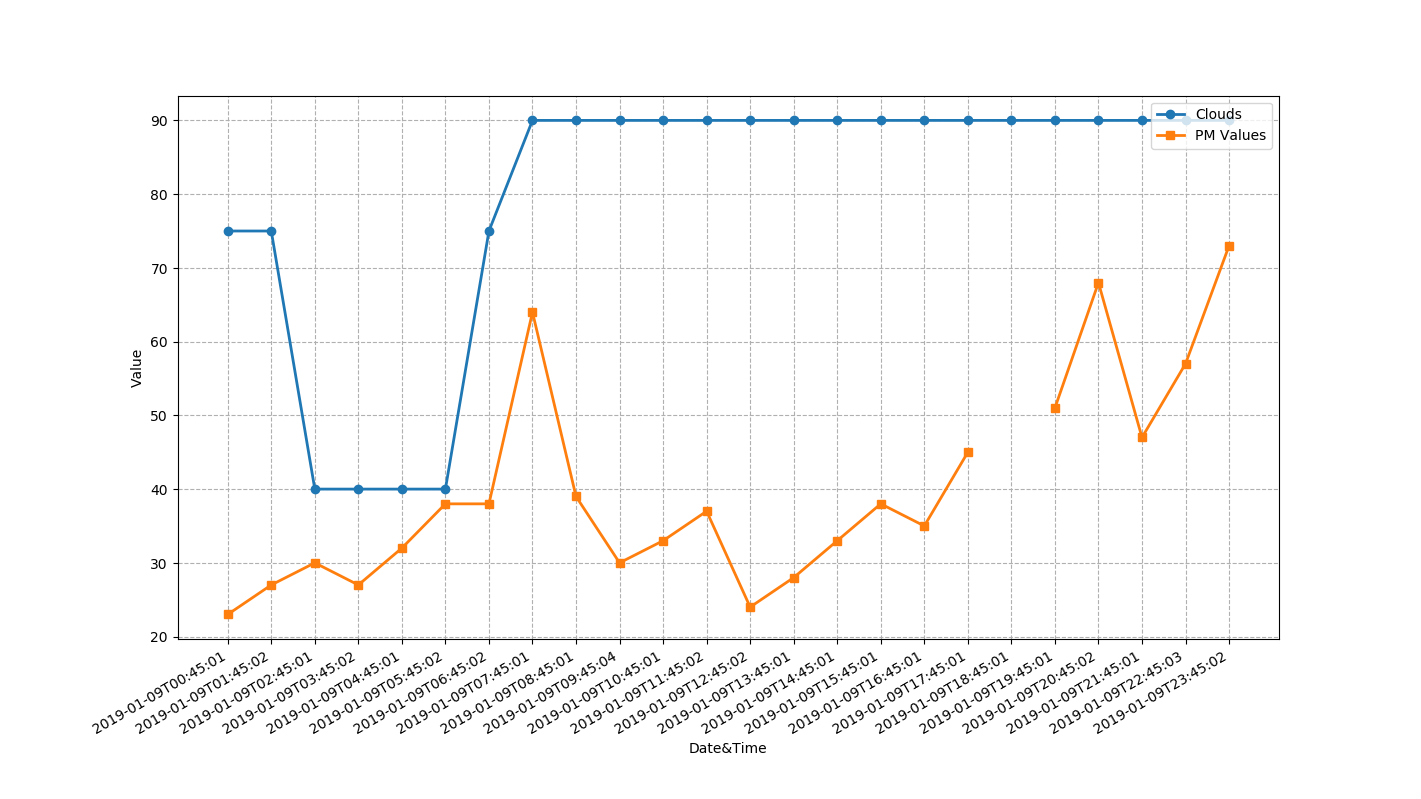 Clouds
PM Values
90
80
70
60
50
40
30
20
Value
2019-01-09T00:45:01
2019-01-09T01:45:02
2019-01-09T02:45:01
2019-01-09T03:45:02
2019-01-09T04:45:01
2019-01-09T05:45:02
2019-01-09T06:45:02
2019-01-09T07:45:01
2019-01-09T08:45:01
2019-01-09T09:45:04
2019-01-09T10:45:01
2019-01-09T11:45:02
2019-01-09T12:45:02
2019-01-09T13:45:01
2019-01-09T14:45:01
2019-01-09T15:45:01
2019-01-09T16:45:01
2019-01-09T17:45:01
2019-01-09T18:45:01
2019-01-09T19:45:01
2019-01-09T20:45:02
2019-01-09T21:45:01
2019-01-09T22:45:03
2019-01-09T23:45:02
Date&Time